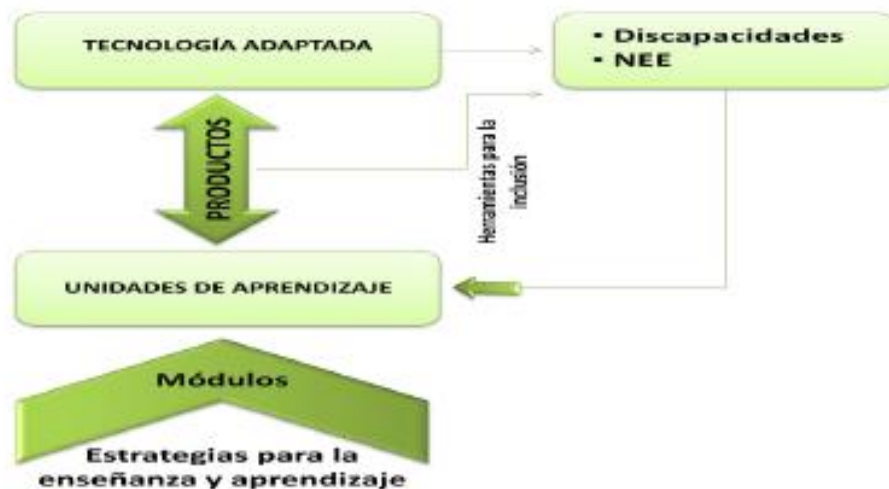 TECNOLOGÍA ADAPTADA
• Discapacidades
• NEE
PRODUCTOS
Herramientas para la
inclusión
UNIDADES DE APRENDIZAJE
Módulos
Estrategias para la
enseñanza y aprendizaje